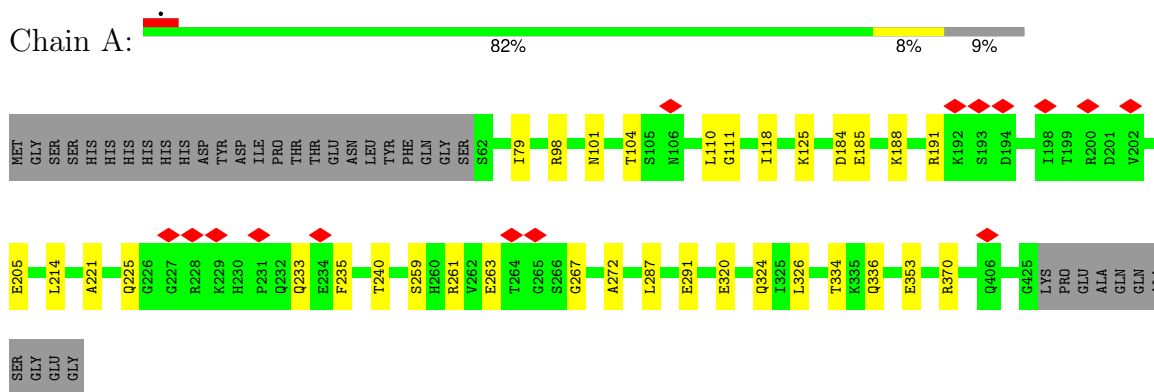 Chain A:
82% 8% 9%
MET GLY SER SER HIS HIS HIS HIS HIS HIS ASP TYR ASP ILE PRO THR THR GLU ASN LEU TYR PHE GLN GLY SER S62 I79 R98 N101 T104 S105 N106 L110 G111 I118 K125 D184 E185 K188 R191 K192 S193 D194 I198 T199 R200 D201 V202
E205 L214 A221 Q225 G226 G227 R228 K229 H230 P231 Q232 Q233 E234 F235 T240 S259 H260 R261 V262 E263 T264 G265 S266 G267 A272 L287 E291 E320 Q324 I325 L326 T334 K335 Q336 E353 R370 Q406 G425 LYS PRO GLU ALA GLN GLN
SER GLY GLU GLY